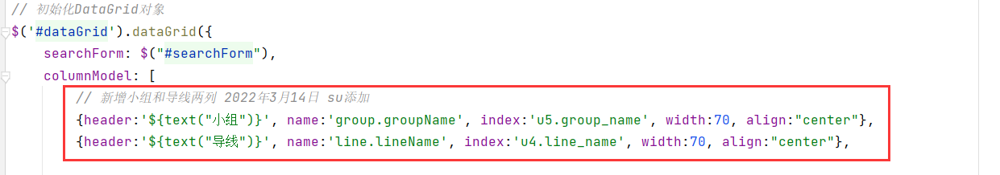 // 初始化DataGrid对象
$('#dataGrid').dataGrid({
searchForm: $("#searchForm"),
columnModel: [
// 新增小组和导线两列 2022年3月14日 su添加
{header:'${text("小组")}', name:'group.groupName', index:'u5.group_name', width:70, align:"center"},
{header:'${text("导线")}', name:'line.lineName', index:'u4.line_name', width:70, align:"center"},